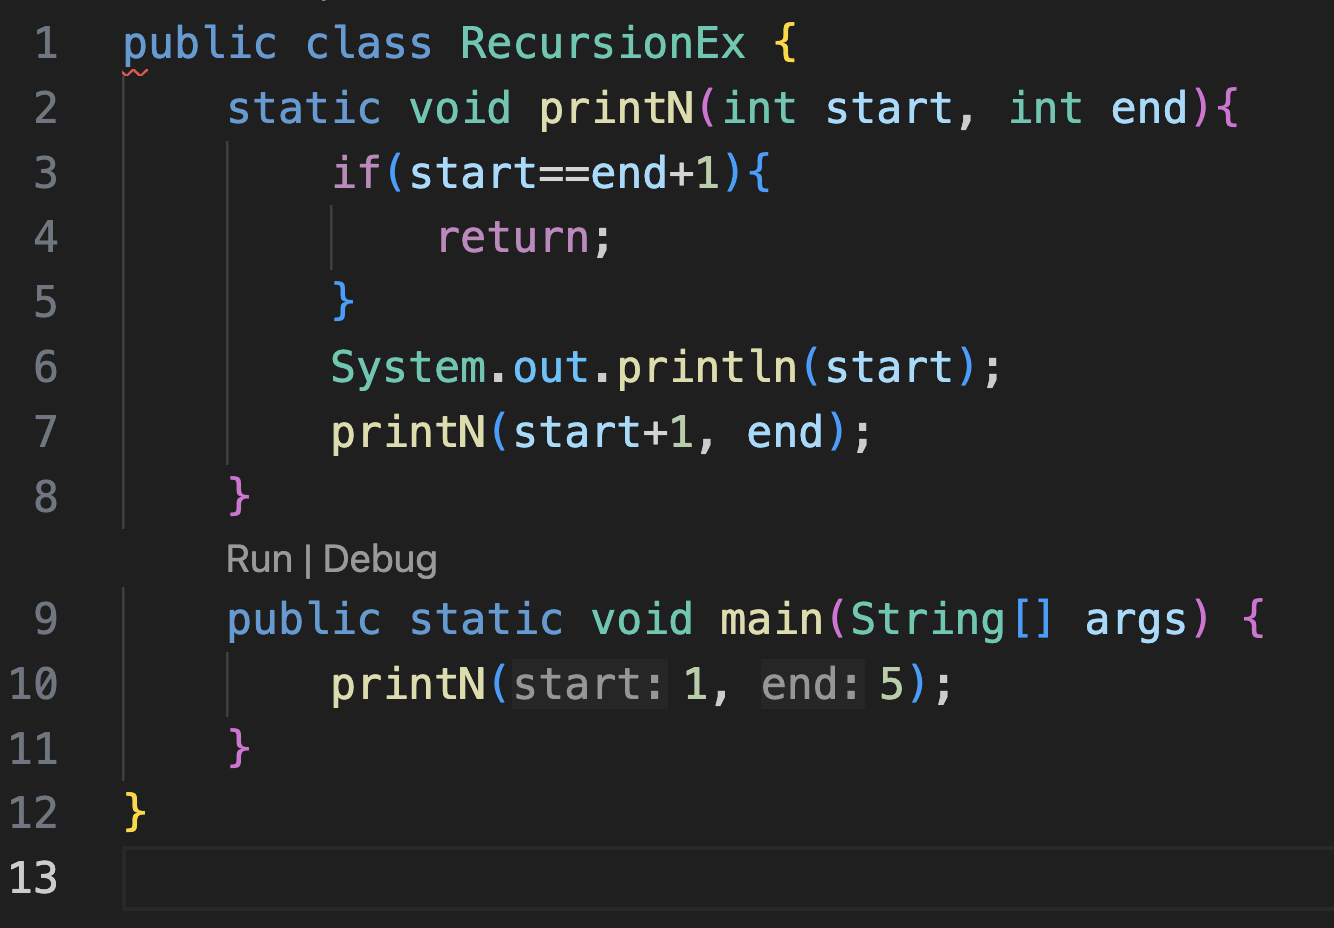 1 public class RecursionEx {
2     static void printN(int start, int end){
3         if(start==end+1){
4             return;
5         }
6         System.out.println(start);
7         printN(start+1, end);
8     }
Run | Debug
9     public static void main(String[] args) {
10         printN(start: 1, end: 5);
11     }
12 }
13